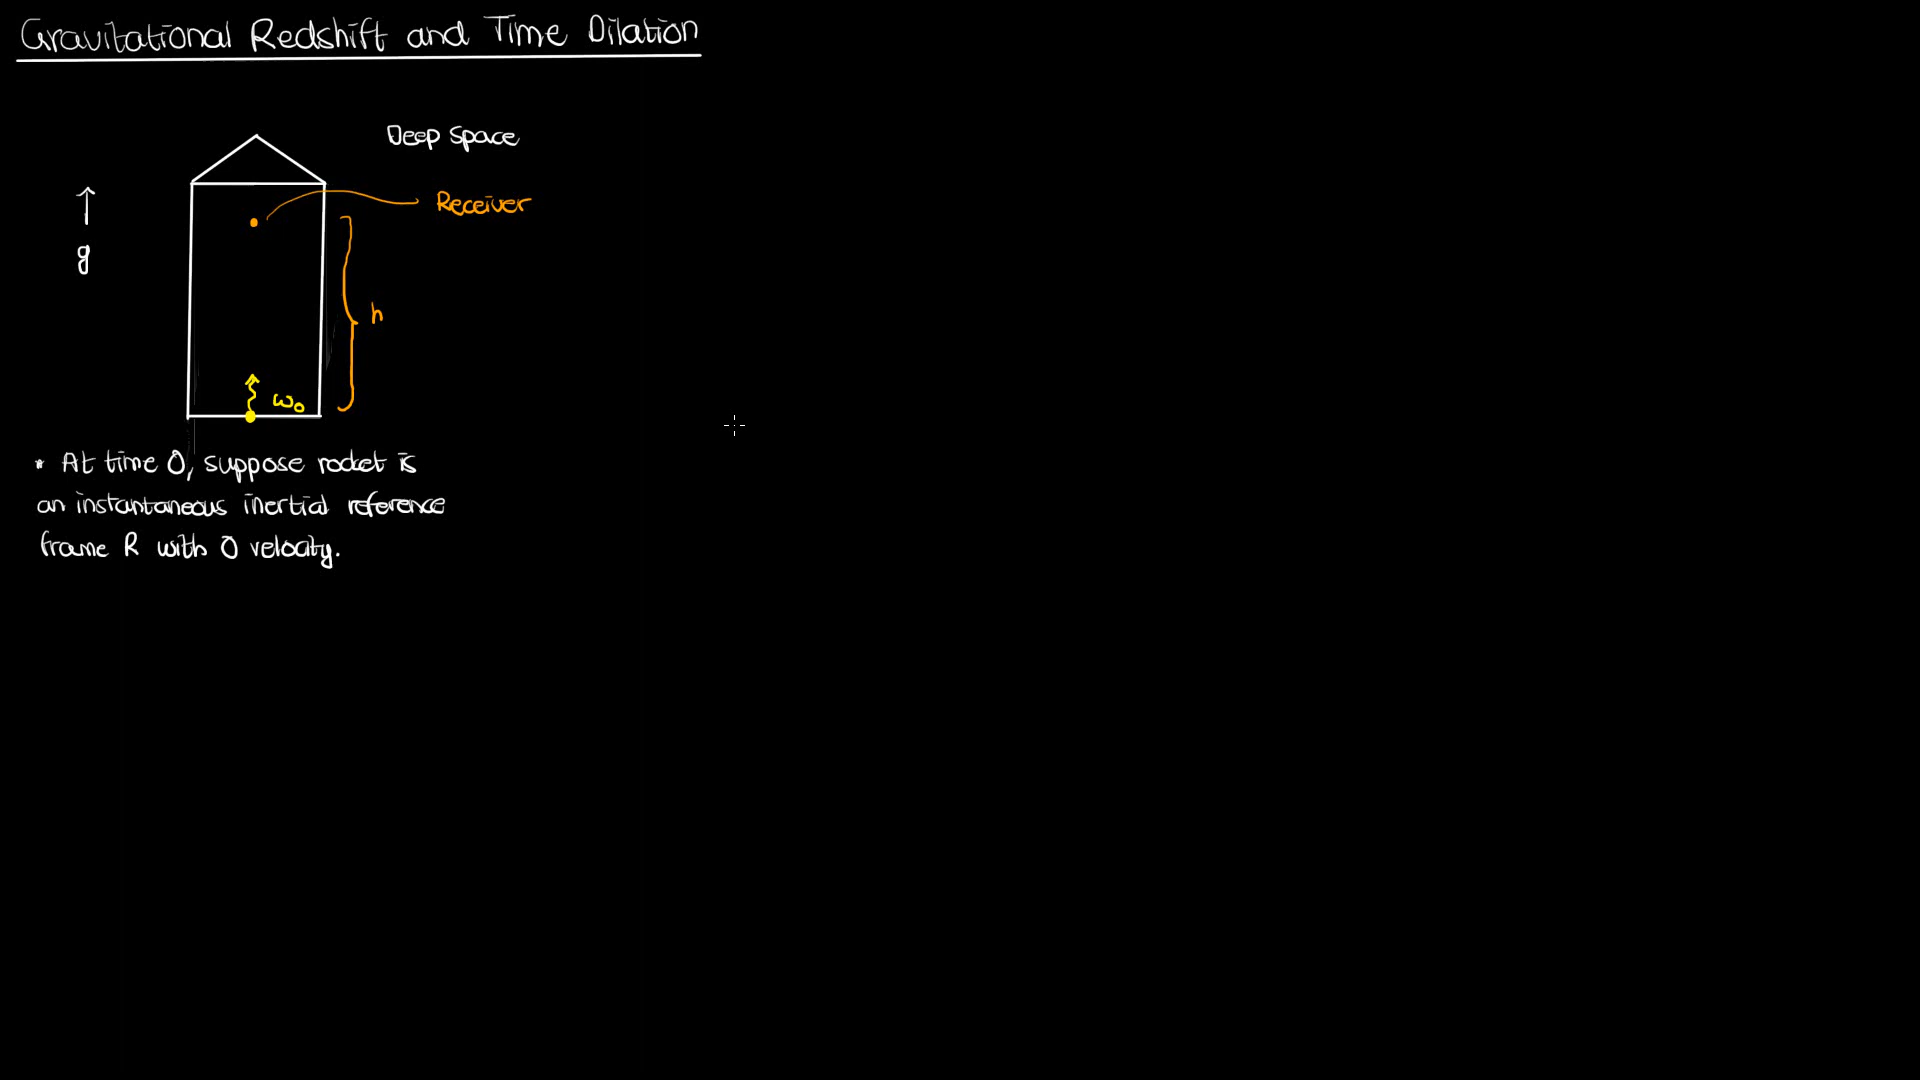 Gravitational Redshift and Time Dilation
Deep Space
Receiver
g
h
ω₀
* At time 0, suppose rocket is
an instantaneous inertial reference
frame R with 0 velocity.